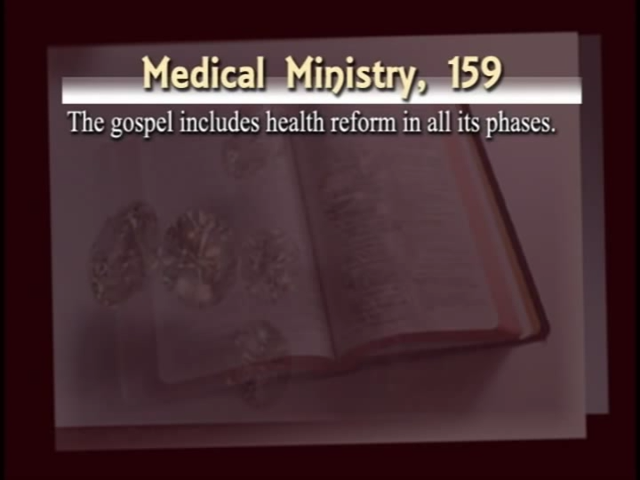 Medical Ministry, 159
The gospel includes health reform in all its phases.